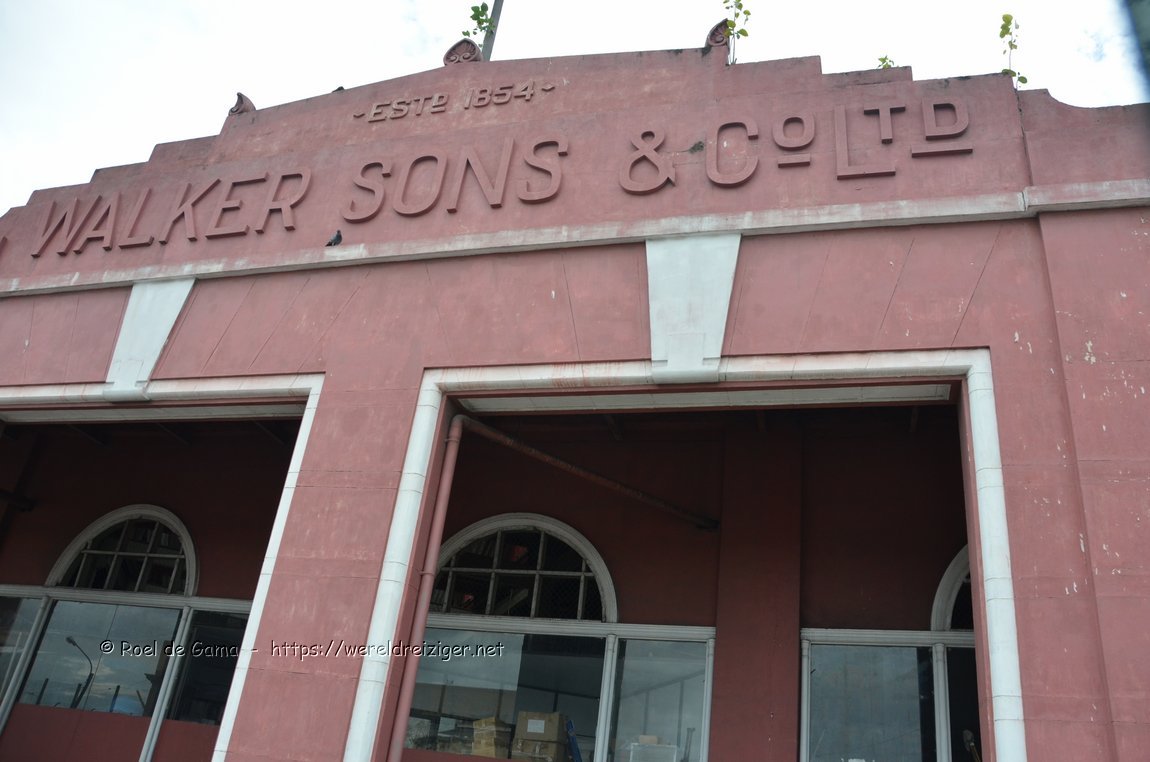 ~ESTD 1854~
WALKER SONS & CO LTD
© Roel de Gama - https://wereldreiziger.net